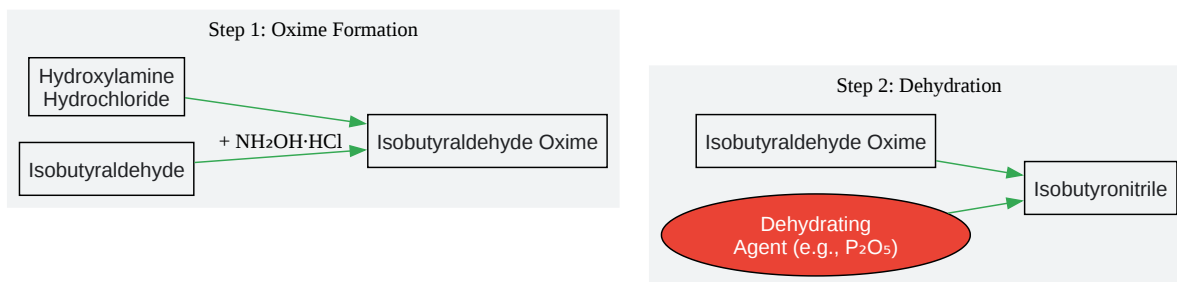 Step 1: Oxime Formation
Hydroxylamine
Hydrochloride
+ NH₂OH·HCl
Isobutyraldehyde
Isobutyraldehyde Oxime
Step 2: Dehydration
Isobutyraldehyde Oxime
Isobutyronitrile
Dehydrating
Agent (e.g., P₂O₅)